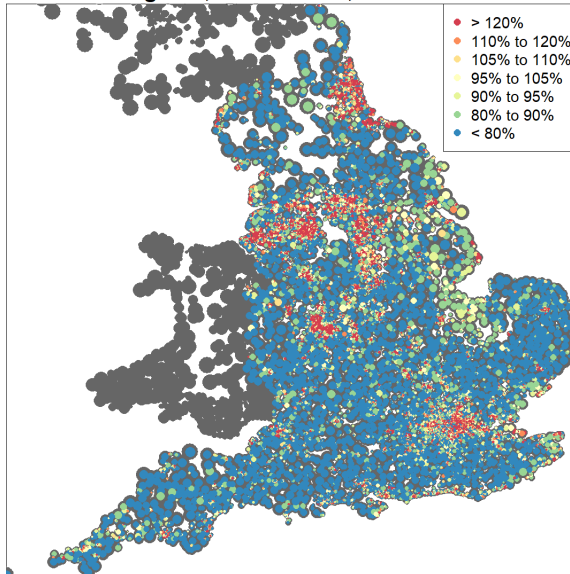 > 120%
110% to 120%
105% to 110%
95% to 105%
90% to 95%
80% to 90%
< 80%